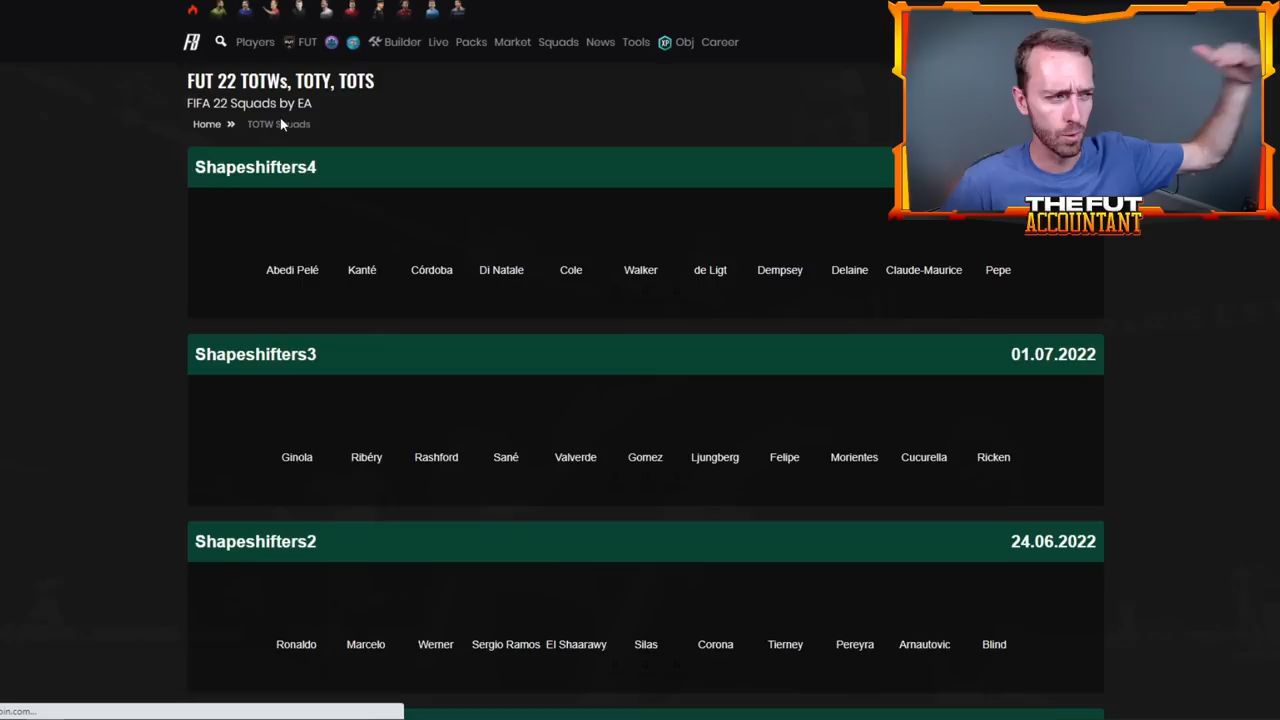 Players FUT Builder Live Packs Market Squads News Tools XP Obj Career
FUT 22 TOTWs, TOTY, TOTS
FIFA 22 Squads by EA
Home » TOTW Squads
THE FUT
ACCOUNTANT
Shapeshifters4
Abedi Pelé Kanté Córdoba Di Natale Cole Walker de Ligt Dempsey Delaine Claude-Maurice Pepe
Shapeshifters3 01.07.2022
Ginola Ribéry Rashford Sané Valverde Gomez Ljungberg Felipe Morientes Cucurella Ricken
Shapeshifters2 24.06.2022
Ronaldo Marcelo Werner Sergio Ramos El Shaarawy Silas Corona Tierney Pereyra Arnautovic Blind